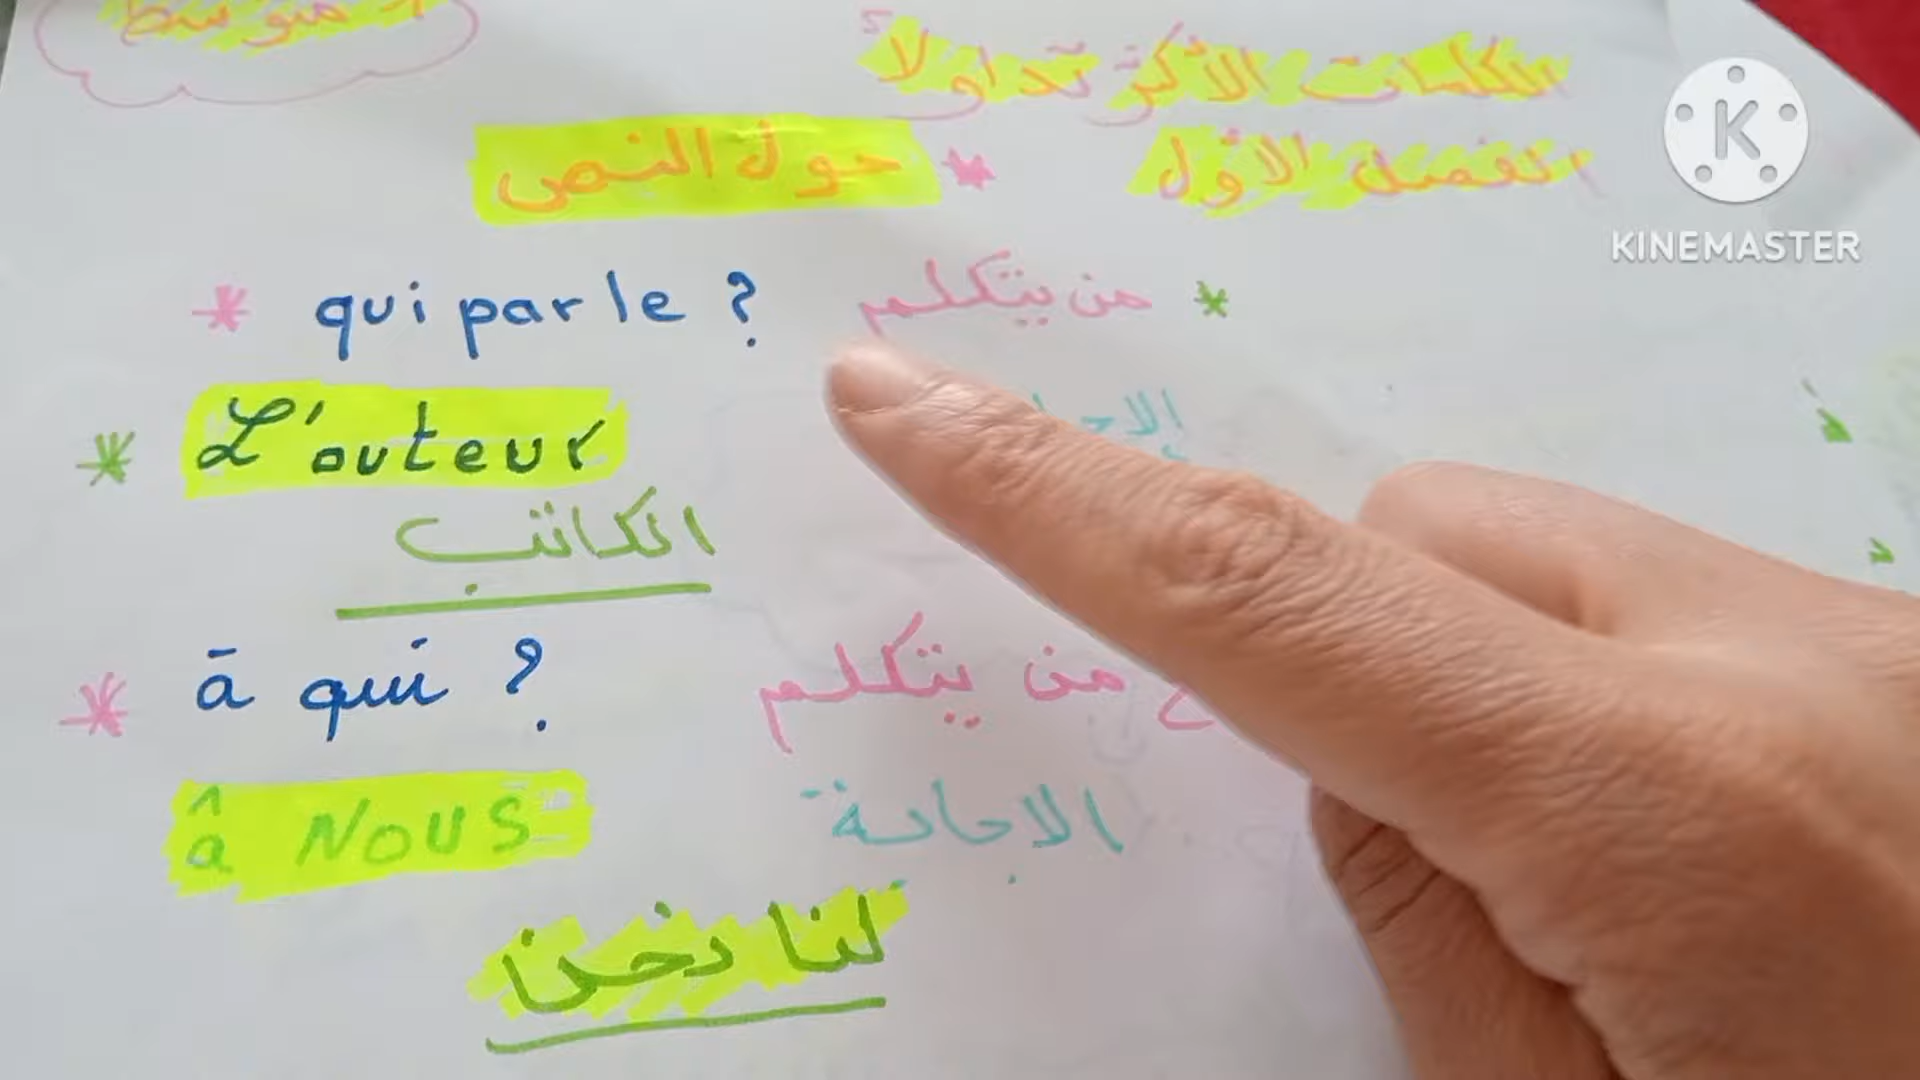 متوسط
الكلمات الأكثر تداولاً
الفصل الأول * حول النص
KINEMASTER
* qui parle ? من يتكلم *
* L'auteur
الكاتب
* à qui ? من يتكلم
â NOUS الاجابة
لنا نحن